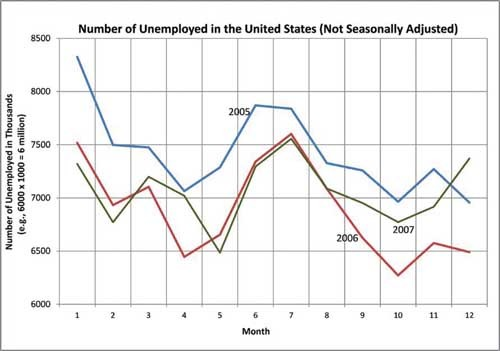 Number of Unemployed in the United States (Not Seasonally Adjusted)
Number of Unemployed in Thousands
(e.g., 6000 x 1000 = 6 million)
8500
8000
7500
7000
6500
6000
2005
2006
2007
1 2 3 4 5 6 7 8 9 10 11 12
Month